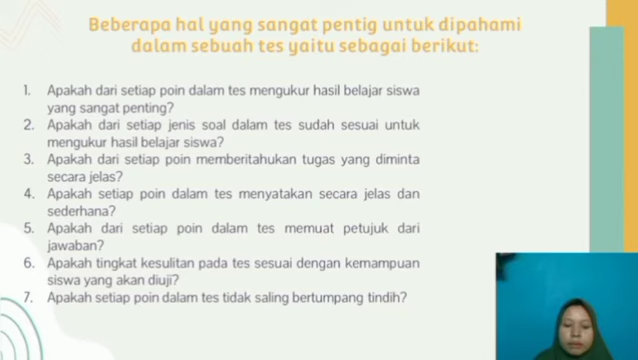 Beberapa hal yang sangat pentig untuk dipahami
dalam sebuah tes yaitu sebagai berikut:
1. Apakah dari setiap poin dalam tes mengukur hasil belajar siswa
yang sangat penting?
2. Apakah dari setiap jenis soal dalam tes sudah sesuai untuk
mengukur hasil belajar siswa?
3. Apakah dari setiap poin memberitahukan tugas yang diminta
secara jelas?
4. Apakah setiap poin dalam tes menyatakan secara jelas dan
sederhana?
5. Apakah dari setiap poin dalam tes memuat petujuk dari
jawaban?
6. Apakah tingkat kesulitan pada tes sesuai dengan kemampuan
siswa yang akan diuji?
7. Apakah setiap poin dalam tes tidak saling bertumpang tindih?